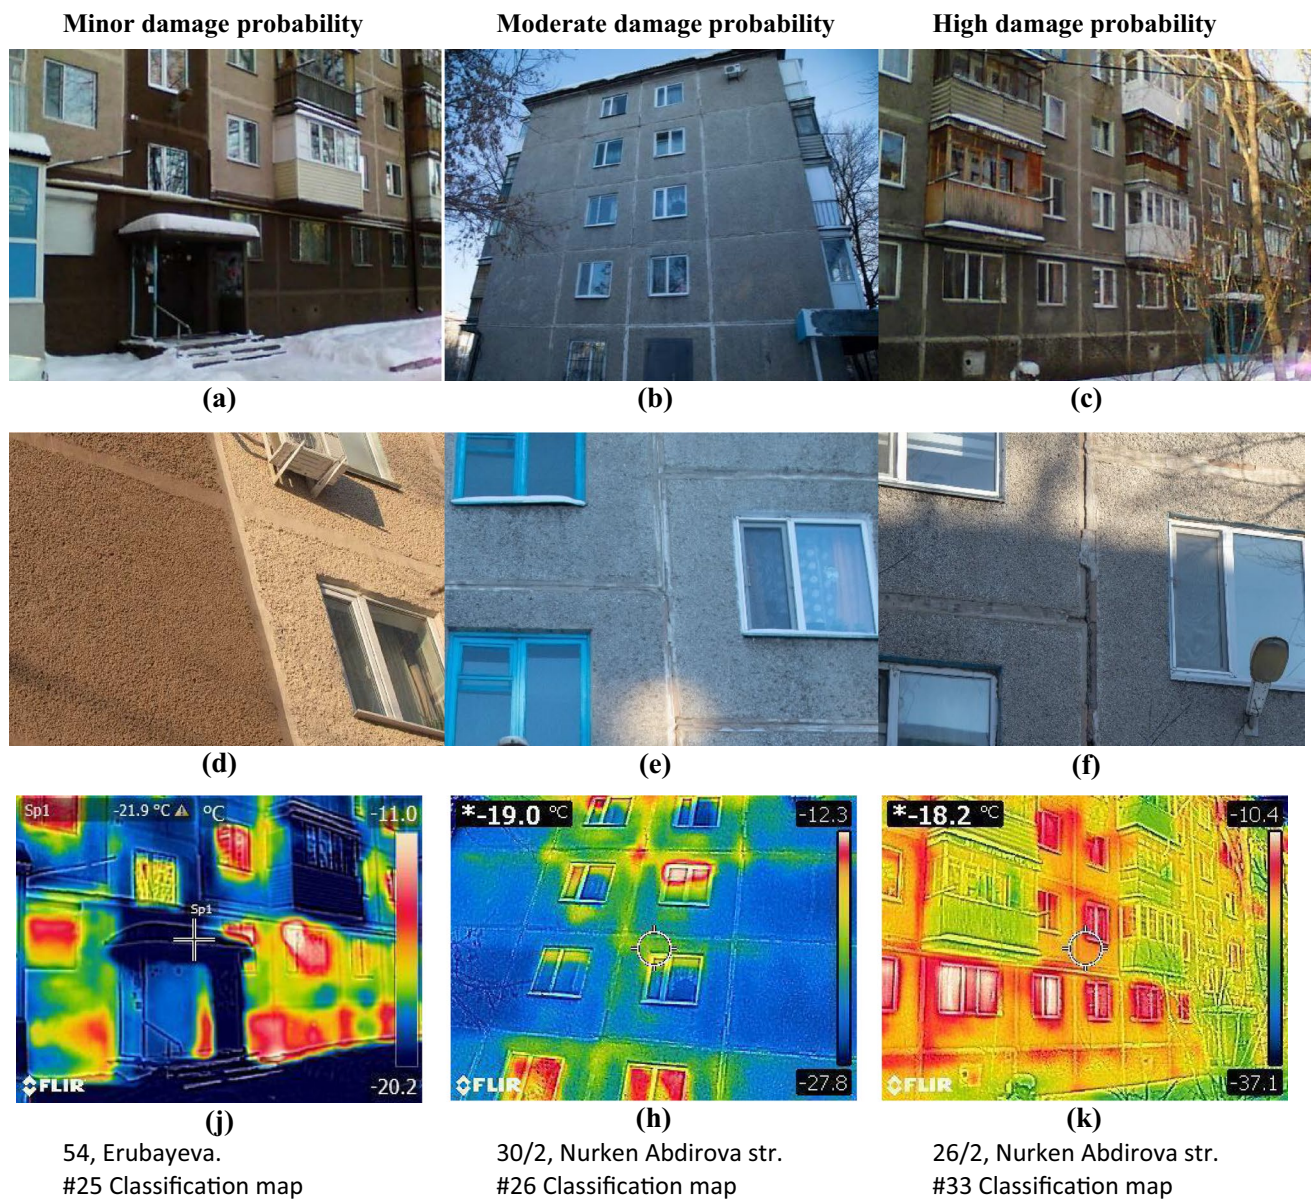 Minor damage probability
Moderate damage probability
High damage probability
(a)
(b)
(c)
(d)
(e)
(f)
Sp1 -21.9 °C °C -11.0
Sp1
-20.2
FLIR
*-19.0 °C -12.3
-27.8
FLIR
*-18.2 °C -10.4
-37.1
FLIR
(j)
(h)
(k)
54, Erubayeva.
#25 Classification map
30/2, Nurken Abdirova str.
#26 Classification map
26/2, Nurken Abdirova str.
#33 Classification map